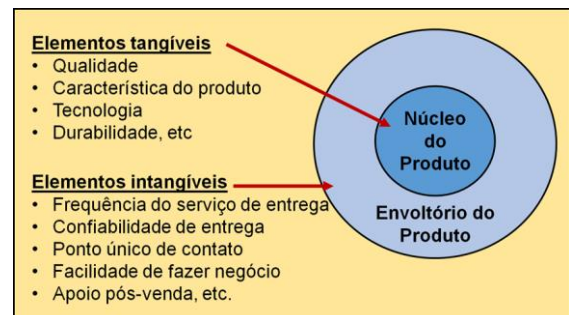 Elementos tangíveis
• Qualidade
• Característica do produto
• Tecnologia
• Durabilidade, etc
Elementos intangíveis
• Frequência do serviço de entrega
• Confiabilidade de entrega
• Ponto único de contato
• Facilidade de fazer negócio
• Apoio pós-venda, etc.
Núcleo
do
Produto
Envoltório do
Produto